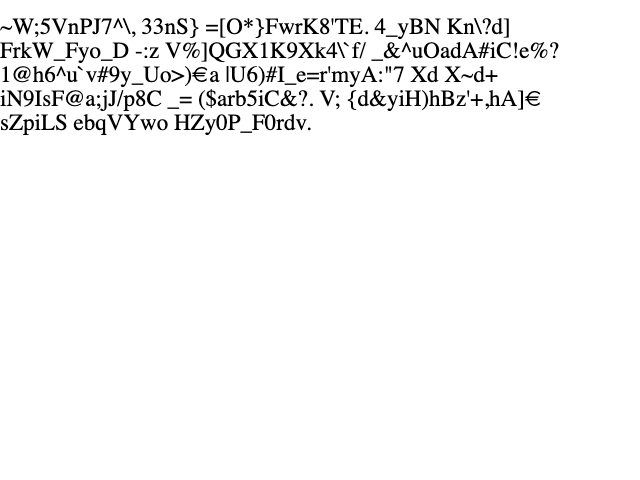 ~W;5VnPJ7^\, 33nS} =[O*}FwrK8'TE. 4_yBN Kn\?d]
FrkW_Fyo_D -:z V%]QGX1K9Xk4\`f/ _&^uOadA#iC!e%?
1@h6^u`v#9y_Uo>)€a |U6)#I_e=r'myA:"7 Xd X~d+
iN9IsF@a;jJ/p8C _= ($arb5iC&?. V; {d&yiH)hBz'+,hA]€
sZpiLS ebqVYwo HZy0P_F0rdv.